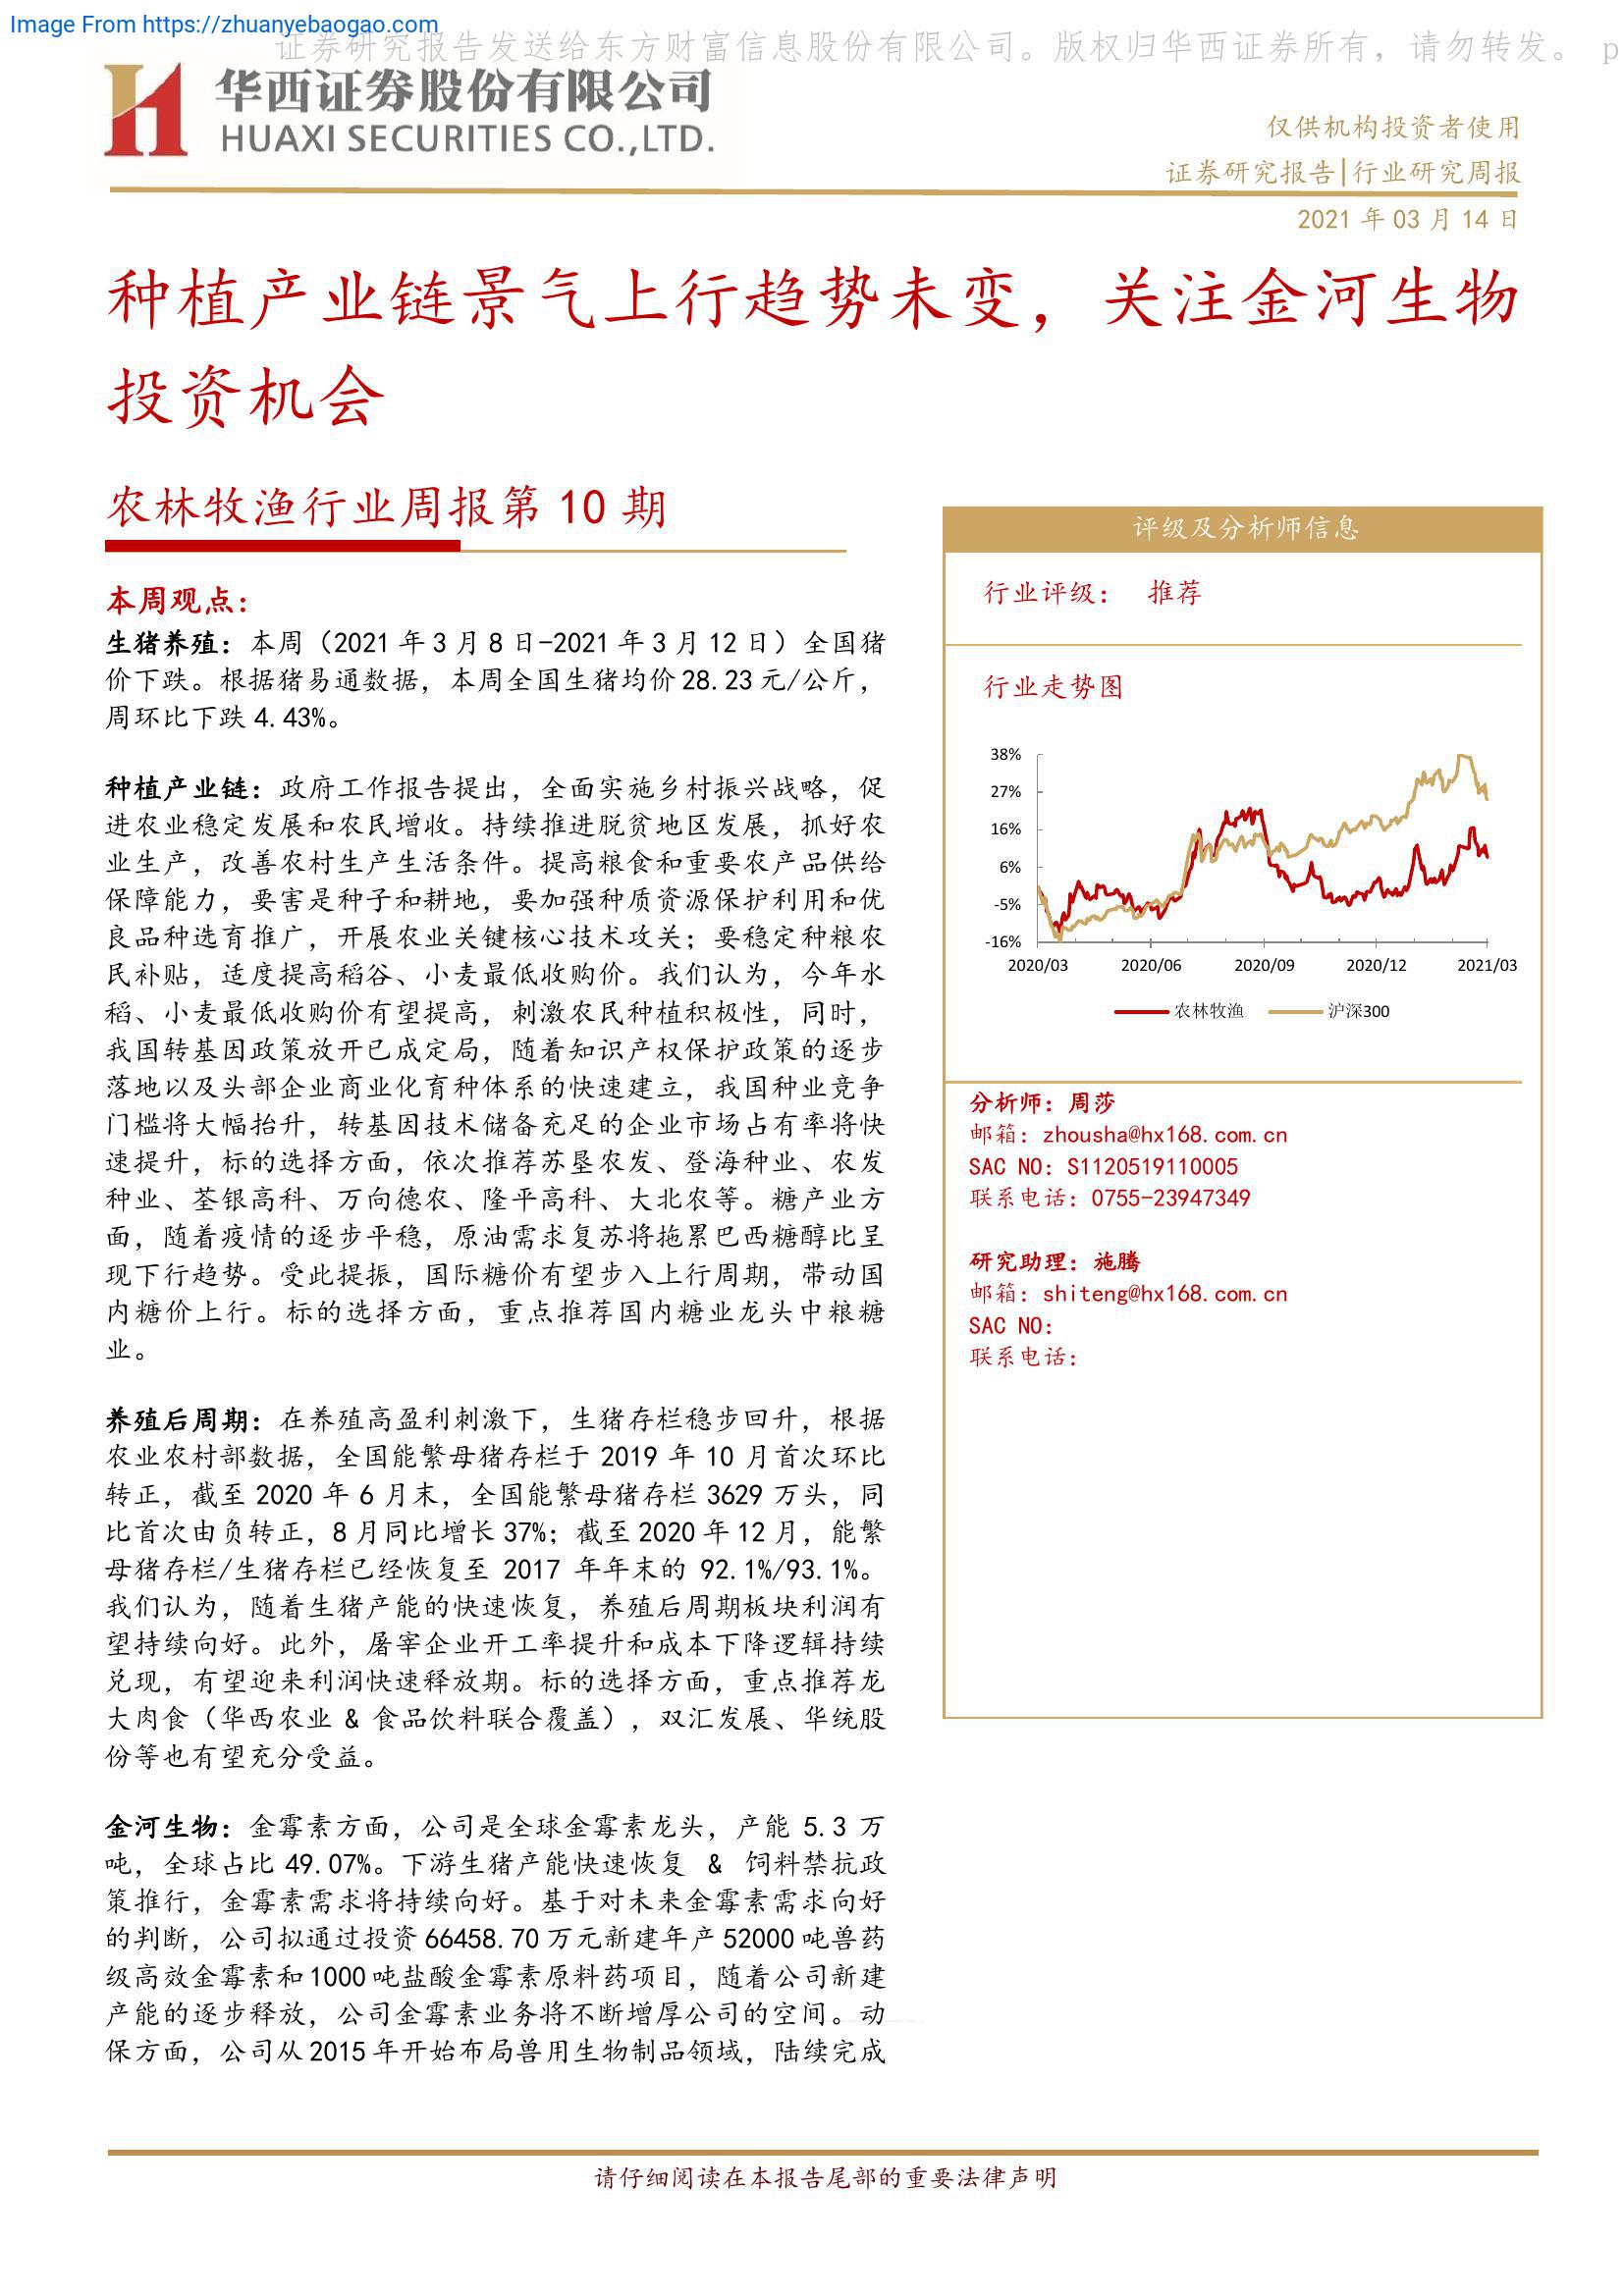 Image From https://zhuanyebaogao.com
证券研究报告发送给东方财富信息股份有限公司。版权归华西证券所有，请勿转发。 p
华西证券股份有限公司
HUAXI SECURITIES CO.,LTD.
仅供机构投资者使用
证券研究报告|行业研究周报
2021 年 03 月 14 日
种植产业链景气上行趋势未变，关注金河生物
投资机会
农林牧渔行业周报第 10 期
本周观点：
生猪养殖：本周（2021 年 3 月 8 日-2021 年 3 月 12 日）全国猪
价下跌。根据猪易通数据，本周全国生猪均价 28.23 元/公斤，
周环比下跌 4.43%。
种植产业链：政府工作报告提出，全面实施乡村振兴战略，促
进农业稳定发展和农民增收。持续推进脱贫地区发展，抓好农
业生产，改善农村生产生活条件。提高粮食和重要农产品供给
保障能力，要害是种子和耕地，要加强种质资源保护利用和优
良品种选育推广，开展农业关键核心技术攻关；要稳定种粮农
民补贴，适度提高稻谷、小麦最低收购价。我们认为，今年水
稻、小麦最低收购价有望提高，刺激农民种植积极性，同时，
我国转基因政策放开已成定局，随着知识产权保护政策的逐步
落地以及头部企业商业化育种体系的快速建立，我国种业竞争
门槛将大幅抬升，转基因技术储备充足的企业市场占有率将快
速提升，标的选择方面，依次推荐苏垦农发、登海种业、农发
种业、荃银高科、万向德农、隆平高科、大北农等。糖产业方
面，随着疫情的逐步平稳，原油需求复苏将拖累巴西糖醇比呈
现下行趋势。受此提振，国际糖价有望步入上行周期，带动国
内糖价上行。标的选择方面，重点推荐国内糖业龙头中粮糖
业。
养殖后周期：在养殖高盈利刺激下，生猪存栏稳步回升，根据
农业农村部数据，全国能繁母猪存栏于 2019 年 10 月首次环比
转正，截至 2020 年 6 月末，全国能繁母猪存栏 3629 万头，同
比首次由负转正，8 月同比增长 37%；截至 2020 年 12 月，能繁
母猪存栏/生猪存栏已经恢复至 2017 年年末的 92.1%/93.1%。
我们认为，随着生猪产能的快速恢复，养殖后周期板块利润有
望持续向好。此外，屠宰企业开工率提升和成本下降逻辑持续
兑现，有望迎来利润快速释放期。标的选择方面，重点推荐龙
大肉食（华西农业 & 食品饮料联合覆盖），双汇发展、华统股
份等也有望充分受益。
金河生物：金霉素方面，公司是全球金霉素龙头，产能 5.3 万
吨，全球占比 49.07%。下游生猪产能快速恢复 & 饲料禁抗政
策推行，金霉素需求将持续向好。基于对未来金霉素需求向好
的判断，公司拟通过投资 66458.70 万元新建年产 52000 吨兽药
级高效金霉素和 1000 吨盐酸金霉素原料药项目，随着公司新建
产能的逐步释放，公司金霉素业务将不断增厚公司的空间。动
保方面，公司从 2015 年开始布局兽用生物制品领域，陆续完成
评级及分析师信息
行业评级： 推荐
行业走势图
38%
27%
16%
6%
-5%
-16%
2020/03 2020/06 2020/09 2020/12 2021/03
农林牧渔 沪深300
分析师：周莎
邮箱：zhousha@hx168.com.cn
SAC NO：S1120519110005
联系电话：0755-23947349
研究助理：施腾
邮箱：shiteng@hx168.com.cn
SAC NO：
联系电话：
请仔细阅读在本报告尾部的重要法律声明